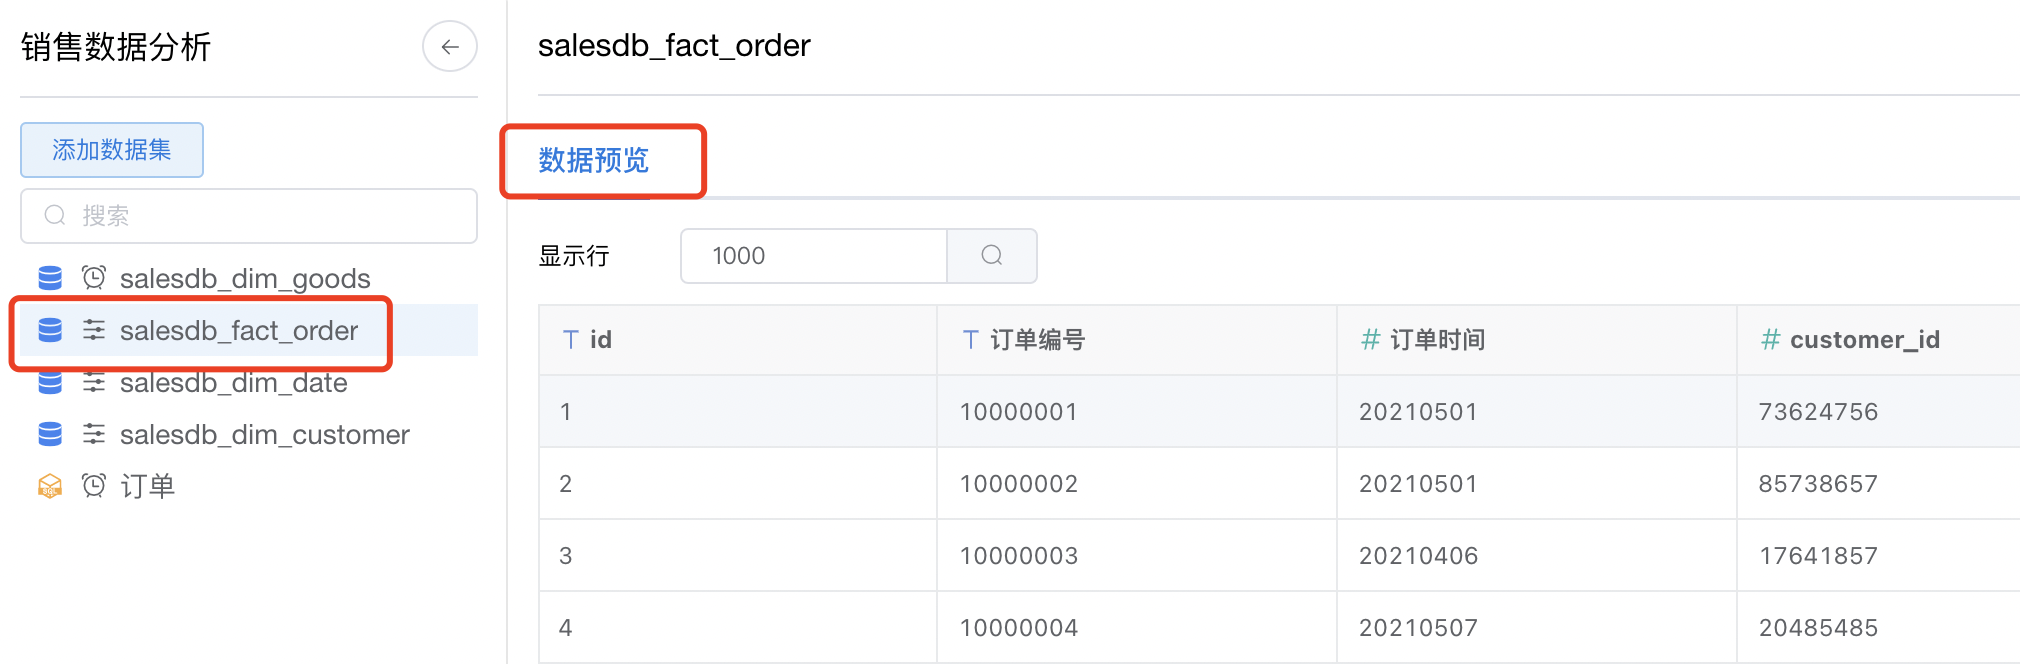 销售数据分析
添加数据集
搜索
salesdb_dim_goods
salesdb_fact_order
salesdb_dim_date
salesdb_dim_customer
SQL
订单
salesdb_fact_order
数据预览
显示行 1000
id 订单编号 订单时间 customer_id
1 10000001 20210501 73624756
2 10000002 20210501 85738657
3 10000003 20210406 17641857
4 10000004 20210507 20485485